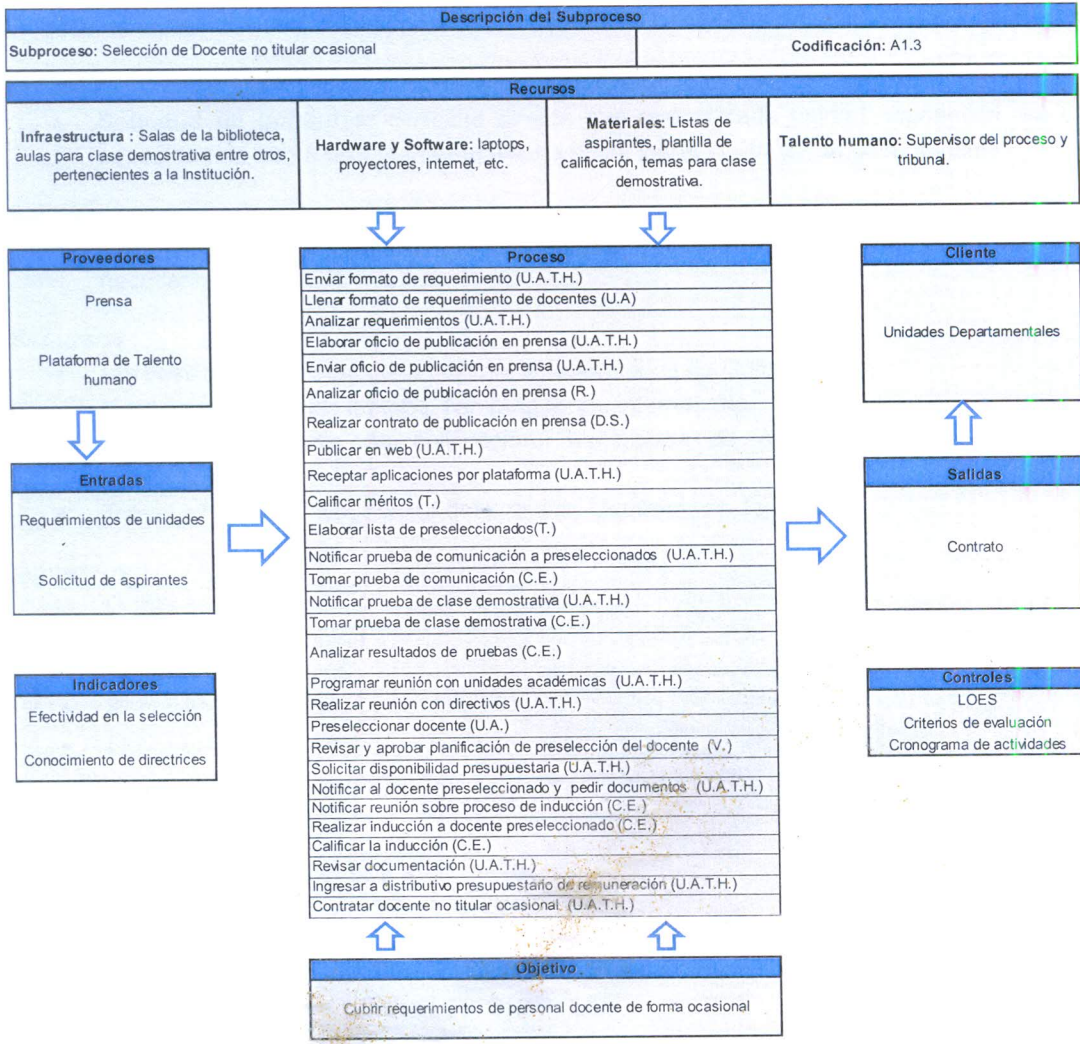 Descripción del Subproceso
Subproceso: Selección de Docente no titular ocasional
Codificación: A1.3
Recursos
Infraestructura : Salas de la biblioteca,
aulas para clase demostrativa entre otros,
pertenecientes a la Institución.
Hardware y Software: laptops,
proyectores, internet, etc.
Materiales: Listas de
aspirantes, plantilla de
calificación, temas para clase
demostrativa.
Talento humano: Supervisor del proceso y
tribunal.
Proveedores
Prensa
Plataforma de Talento
humano
Entradas
Requerimientos de unidades
Solicitud de aspirantes
Indicadores
Efectividad en la selección
Conocimiento de directrices
Proceso
Enviar formato de requerimiento (U.A.T.H.)
Llenar formato de requerimiento de docentes (U.A)
Analizar requerimientos (U.A.T.H.)
Elaborar oficio de publicación en prensa (U.A.T.H.)
Enviar oficio de publicación en prensa (U.A.T.H.)
Analizar oficio de publicación en prensa (R.)
Realizar contrato de publicación en prensa (D.S.)
Publicar en web (U.A.T.H.)
Receptar aplicaciones por plataforma (U.A.T.H.)
Calificar méritos (T.)
Elaborar lista de preseleccionados(T.)
Notificar prueba de comunicación a preseleccionados (U.A.T.H.)
Tomar prueba de comunicación (C.E.)
Notificar prueba de clase demostrativa (U.A.T.H.)
Tomar prueba de clase demostrativa (C.E.)
Analizar resultados de pruebas (C.E.)
Programar reunión con unidades académicas (U.A.T.H.)
Realizar reunión con directivos (U.A.T.H.)
Preseleccionar docente (U.A.)
Revisar y aprobar planificación de preselección del docente (V.)
Solicitar disponibilidad presupuestaria (U.A.T.H.)
Notificar al docente preseleccionado y pedir documentos (U.A.T.H.)
Notificar reunión sobre proceso de inducción (C.E.)
Realizar inducción a docente preseleccionado (C.E.)
Calificar la inducción (C.E.)
Revisar documentación (U.A.T.H.)
Ingresar a distributivo presupuestario de remuneración (U.A.T.H.)
Contratar docente no titular ocasional. (U.A.T.H.)
Cliente
Unidades Departamentales
Salidas
Contrato
Controles
LOES
Criterios de evaluación
Cronograma de actividades
Objetivo
Cubrir requerimientos de personal docente de forma ocasional